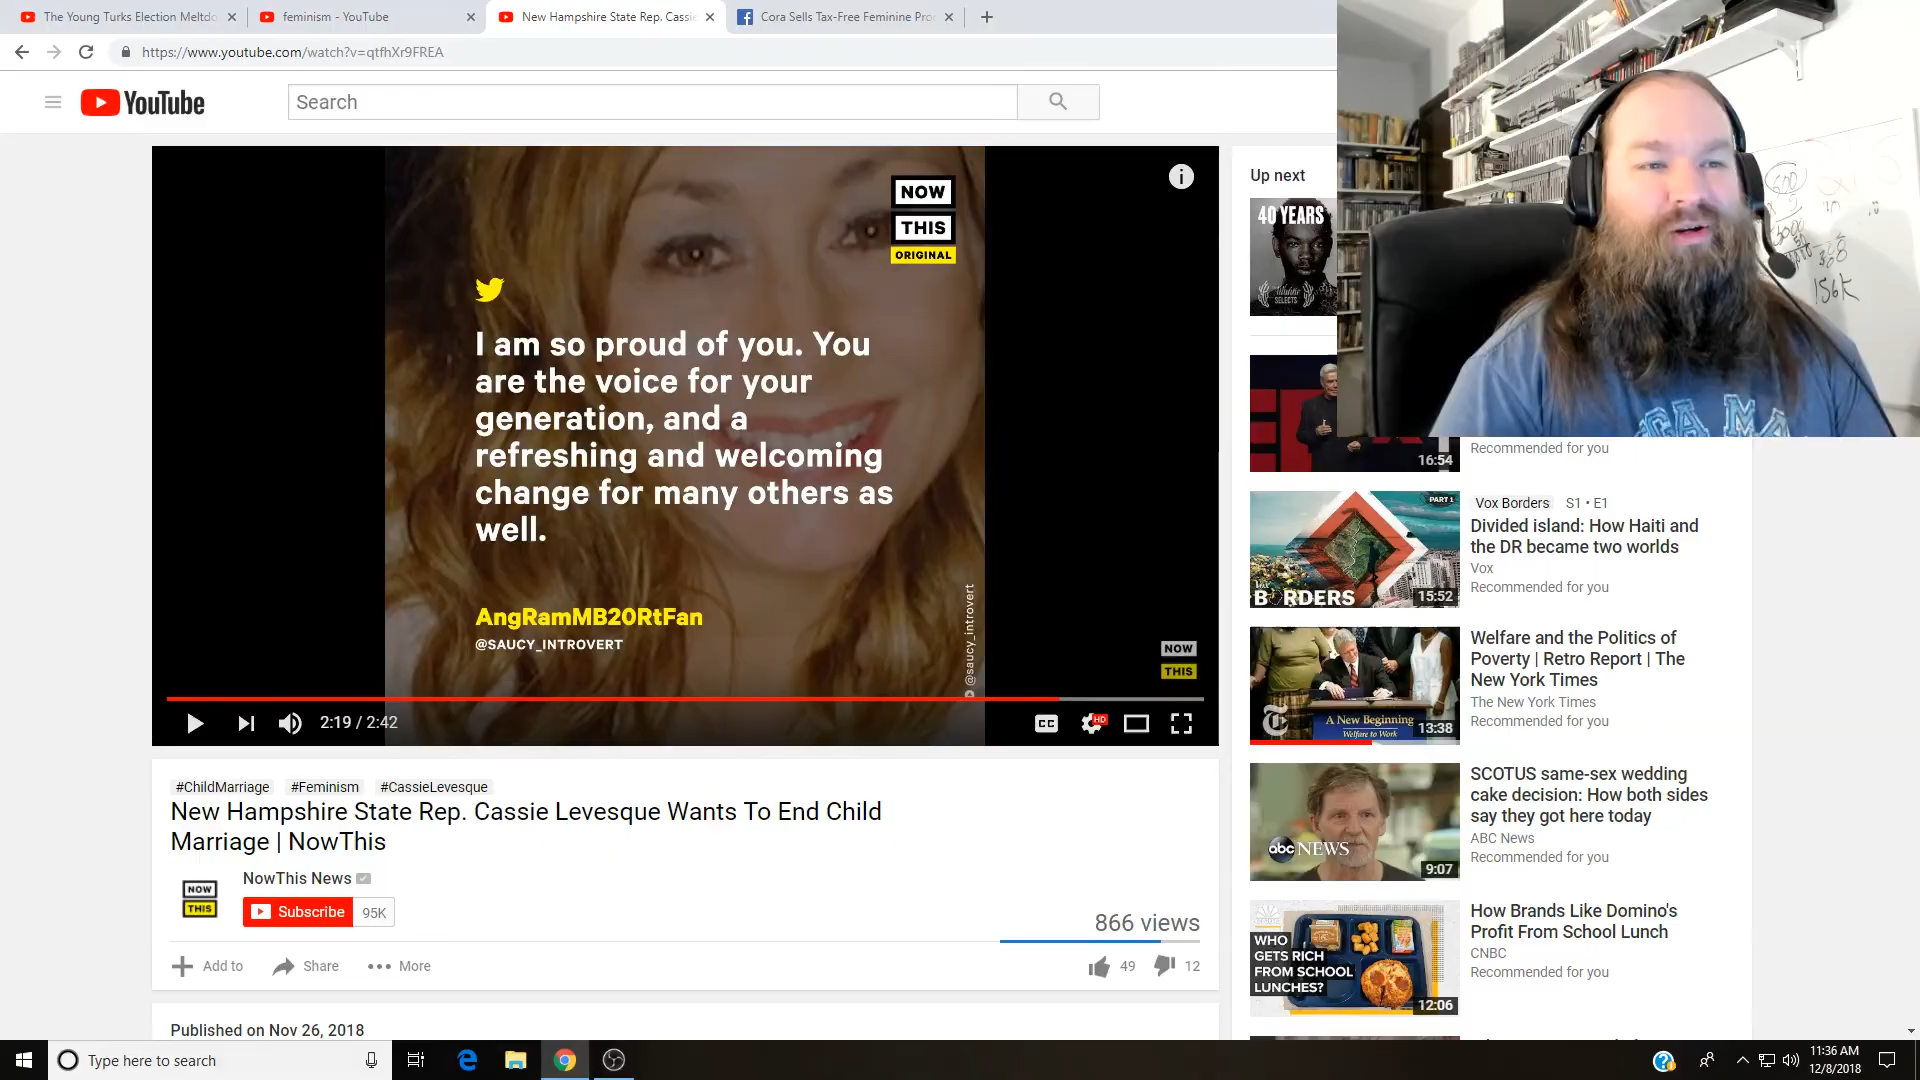 The Young Turks Election Meltdo
feminism - YouTube
New Hampshire State Rep. Cassie
Cora Sells Tax-Free Feminine Pro
https://www.youtube.com/watch?v=qtfhXr9FREA
YouTube
Search
NOW
THIS
ORIGINAL
I am so proud of you. You
are the voice for your
generation, and a
refreshing and welcoming
change for many others as
well.
AngRamMB20RtFan
@SAUCY_INTROVERT
@saucy_introvert
NOW
THIS
2:19 / 2:42
CC
HD
#ChildMarriage #Feminism #CassieLevesque
New Hampshire State Rep. Cassie Levesque Wants To End Child
Marriage | NowThis
NOW
THIS
NowThis News
Subscribe 95K
866 views
Add to Share More
49 12
Published on Nov 26, 2018
Up next
40 YEARS
SELECTS
16:54
Recommended for you
PART 1
BORDERS
15:52
Vox Borders S1 • E1
Divided island: How Haiti and
the DR became two worlds
Vox
Recommended for you
A New Beginning
Welfare to Work
13:38
Welfare and the Politics of
Poverty | Retro Report | The
New York Times
The New York Times
Recommended for you
abc NEWS
9:07
SCOTUS same-sex wedding
cake decision: How both sides
say they got here today
ABC News
Recommended for you
WHO
GETS RICH
FROM SCHOOL
LUNCHES?
12:06
How Brands Like Domino's
Profit From School Lunch
CNBC
Recommended for you
156K
Type here to search
11:36 AM
12/8/2018